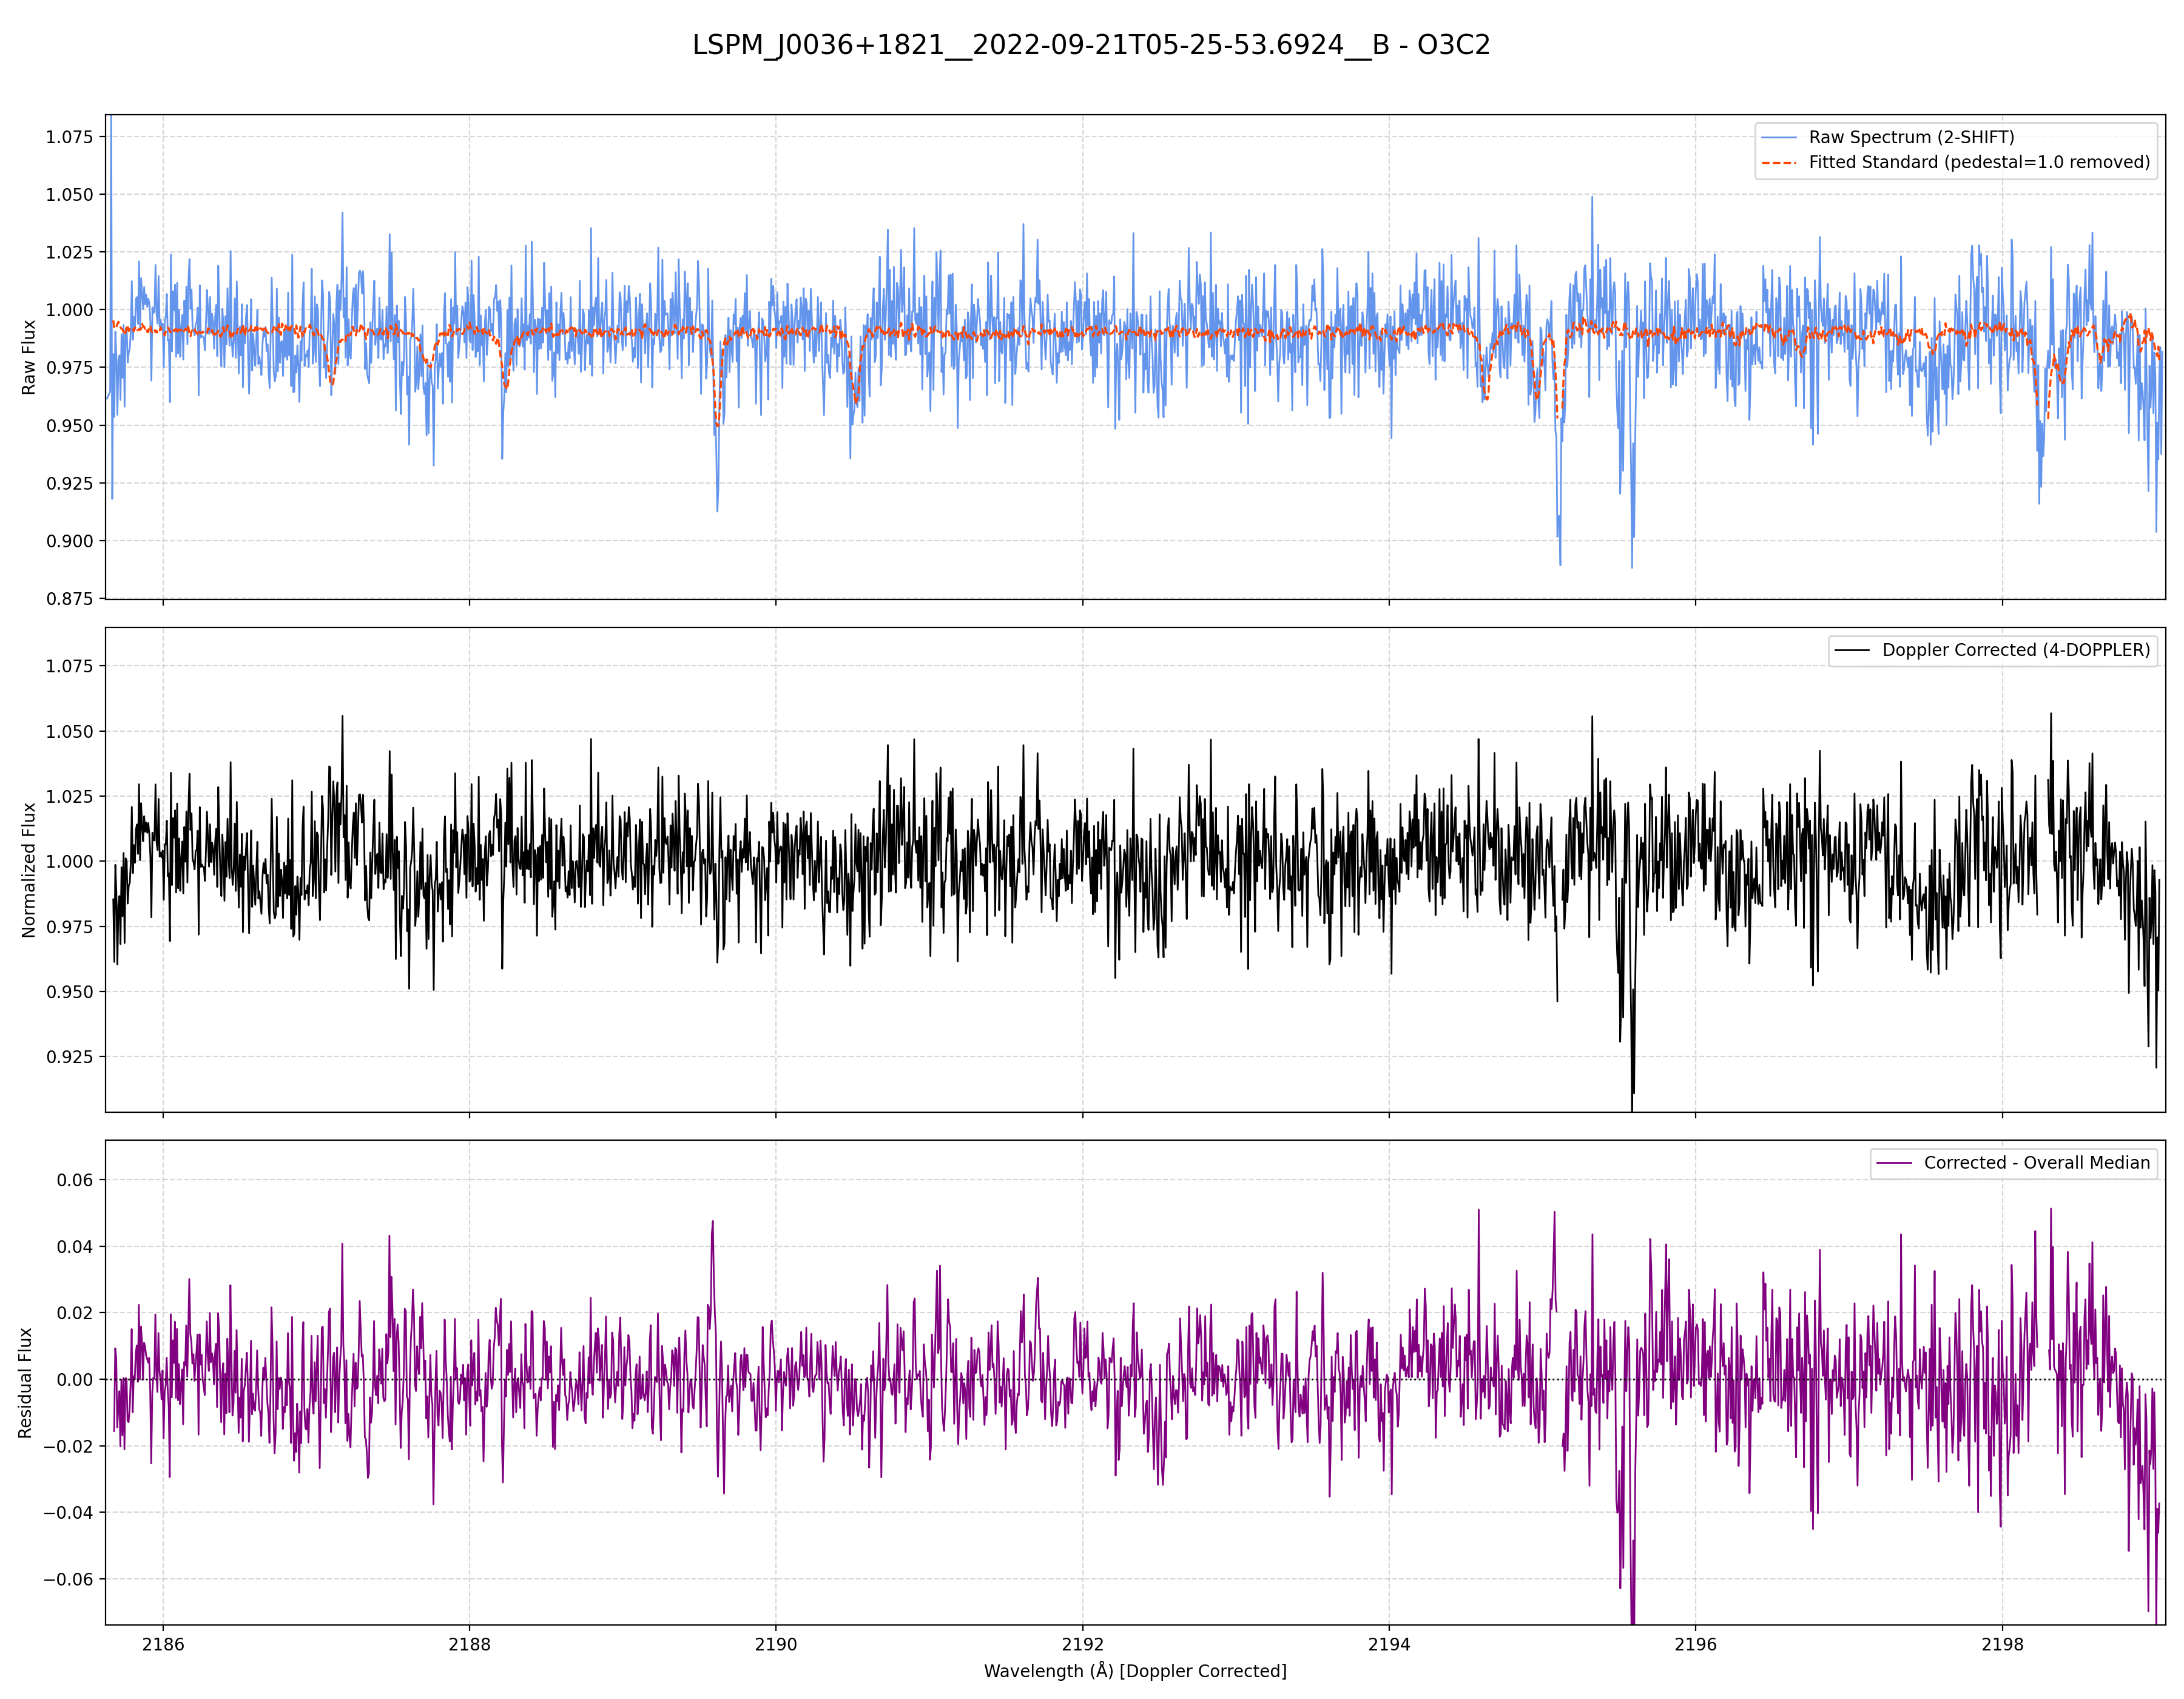 LSPM_J0036+1821__2022-09-21T05-25-53.6924__B - O3C2
Raw Flux
1.075
1.050
1.025
1.000
0.975
0.950
0.925
0.900
0.875
Raw Spectrum (2-SHIFT)
Fitted Standard (pedestal=1.0 removed)
Normalized Flux
1.075
1.050
1.025
1.000
0.975
0.950
0.925
Doppler Corrected (4-DOPPLER)
Residual Flux
0.06
0.04
0.02
0.00
−0.02
−0.04
−0.06
Corrected - Overall Median
2186 2188 2190 2192 2194 2196 2198
Wavelength (Å) [Doppler Corrected]